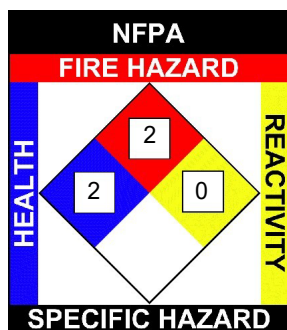 NFPA
FIRE HAZARD
2
HEALTH
2
0
REACTIVITY
SPECIFIC HAZARD